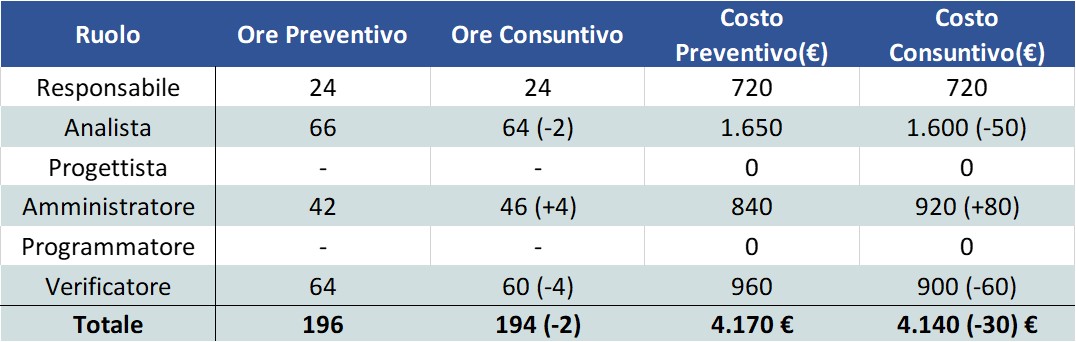 Ruolo Ore Preventivo Ore Consuntivo Costo Preventivo(€) Costo Consuntivo(€)
Responsabile 24 24 720 720
Analista 66 64 (-2) 1.650 1.600 (-50)
Progettista - - 0 0
Amministratore 42 46 (+4) 840 920 (+80)
Programmatore - - 0 0
Verificatore 64 60 (-4) 960 900 (-60)
Totale 196 194 (-2) 4.170 € 4.140 (-30) €